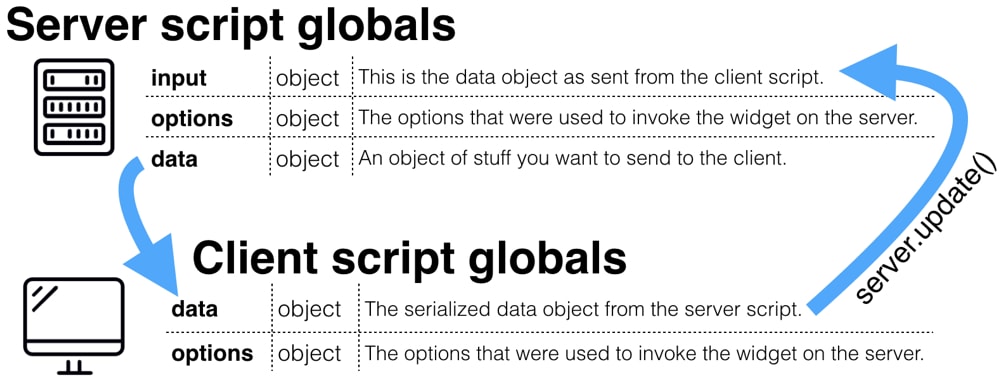 Server script globals
input object This is the data object as sent from the client script.
options object The options that were used to invoke the widget on the server.
data object An object of stuff you want to send to the client.
server.update()
Client script globals
data object The serialized data object from the server script.
options object The options that were used to invoke the widget on the server.